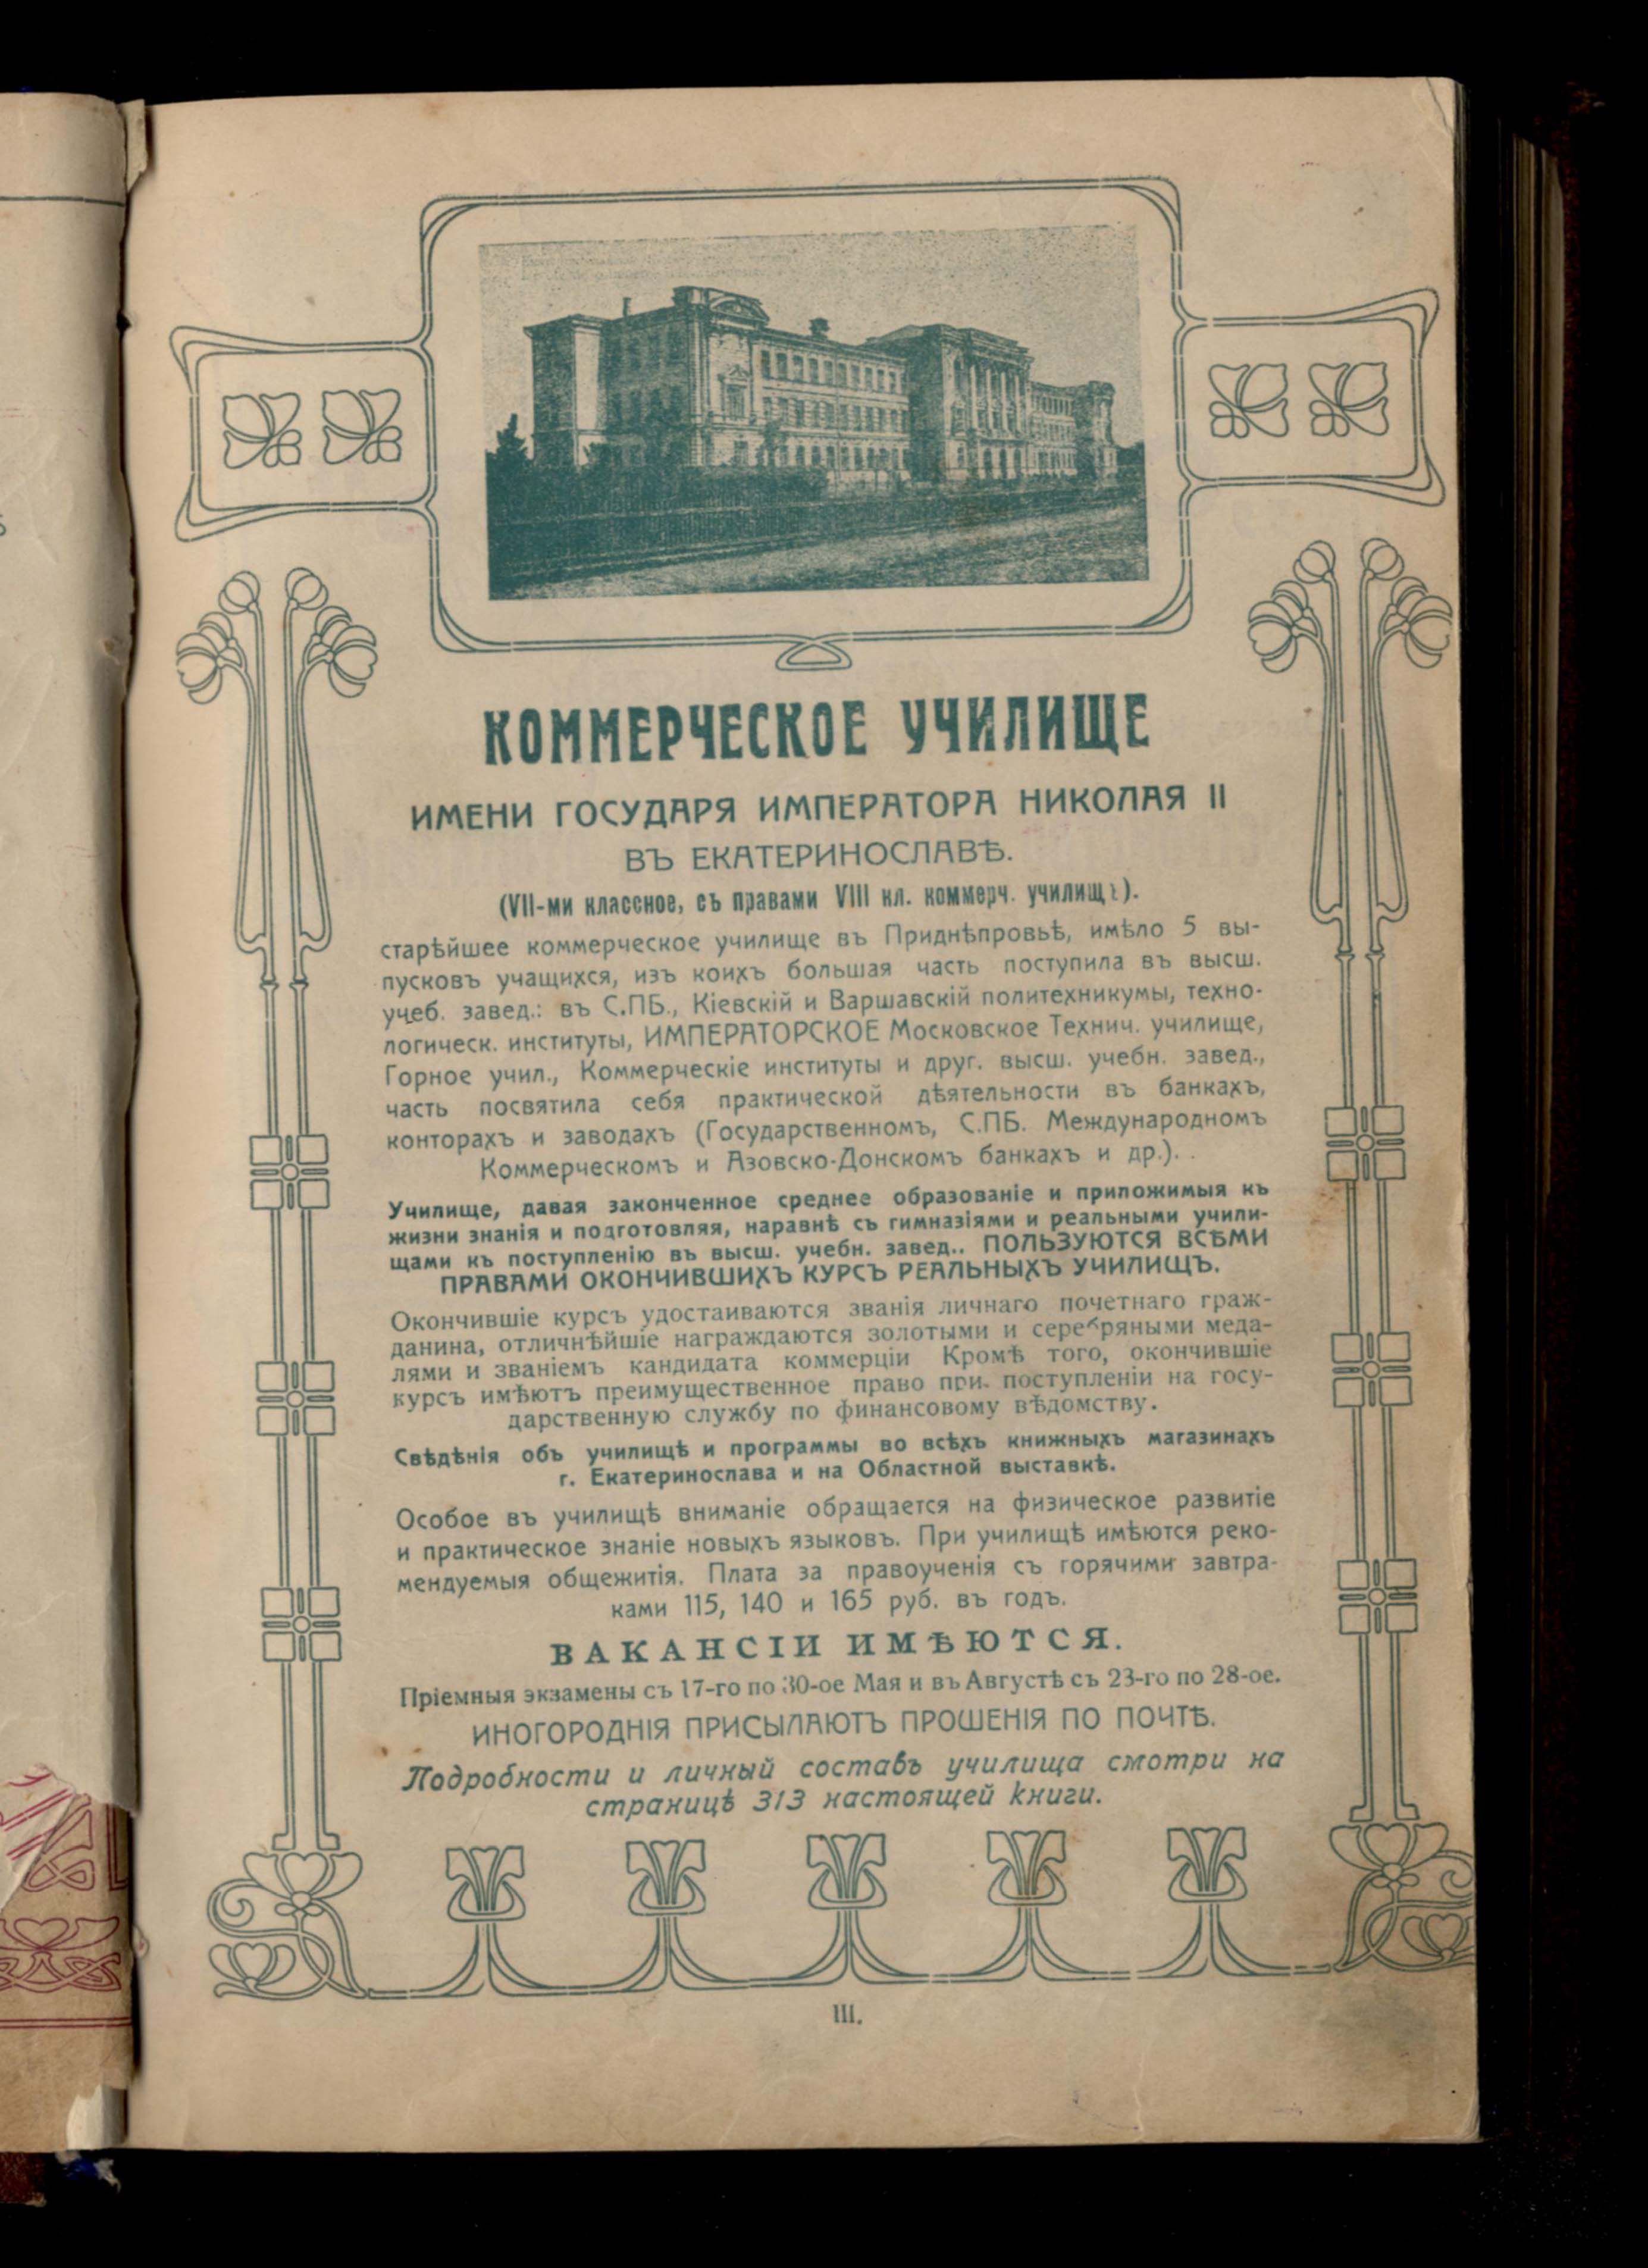 КОММЕРЧЕСКОЕ УЧИЛИЩЕ
ИМЕНИ ГОСУДАРЯ ИМПЕРАТОРА НИКОЛАЯ II
ВЪ ЕКАТЕРИНОСЛАВѢ.
(VII-ми классное, съ правами VIII кл. коммерч. училищъ).
старѣйшее коммерческое училище въ Приднѣпровьѣ, имѣло 5 вы-
пусковъ учащихся, изъ коихъ большая часть поступила въ высш.
учеб. завед.: въ С.ПБ., Кіевскій и Варшавскій политехникумы, техно-
логическ. институты, ИМПЕРАТОРСКОЕ Московское Технич. училище,
Горное учил., Коммерческіе институты и друг. высш. учебн. завед.,
часть посвятила себя практической дѣятельности въ банкахъ,
конторахъ и заводахъ (Государственномъ, С.ПБ. Международномъ
Коммерческомъ и Азовско-Донскомъ банкахъ и др.). .
Училище, давая законченное среднее образованіе и приложимыя къ
жизни знанія и подготовляя, наравнѣ съ гимназіями и реальными учили-
щами къ поступленію въ высш. учебн. завед.. ПОЛЬЗУЮТСЯ ВСѢМИ
ПРАВАМИ ОКОНЧИВШИХЪ КУРСЪ РЕАЛЬНЫХЪ УЧИЛИЩЪ.
Окончившіе курсъ удостаиваются званія личнаго почетнаго граж-
данина, отличнѣйшіе награждаются золотыми и серебряными меда-
лями и званіемъ кандидата коммерціи Кромѣ того, окончившіе
курсъ имѣютъ преимущественное право при. поступленіи на госу-
дарственную службу по финансовому вѣдомству.
Свѣдѣнія объ училищѣ и программы во всѣхъ книжныхъ магазинахъ
г. Екатеринослава и на Областной выставкѣ.
Особое въ училищѣ вниманіе обращается на физическое развитіе
и практическое знаніе новыхъ языковъ. При училищѣ имѣются реко-
мендуемыя общежитія. Плата за правоученія съ горячими завтра-
ками 115, 140 и 165 руб. въ годъ.
ВАКАНСІИ ИМѢЮТСЯ.
Пріемныя экзамены съ 17-го по 30-ое Мая и въ Августѣ съ 23-го по 28-ое.
ИНОГОРОДНІЯ ПРИСЫЛАЮТЪ ПРОШЕНІЯ ПО ПОЧТѢ.
Подробности и личный составъ училища смотри на
страницѣ 313 настоящей книги.
III.